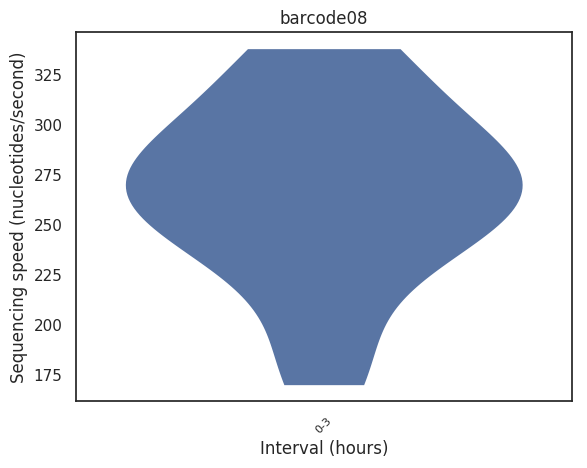 barcode08
Sequencing speed (nucleotides/second)
325
300
275
250
225
200
175
0-3
Interval (hours)